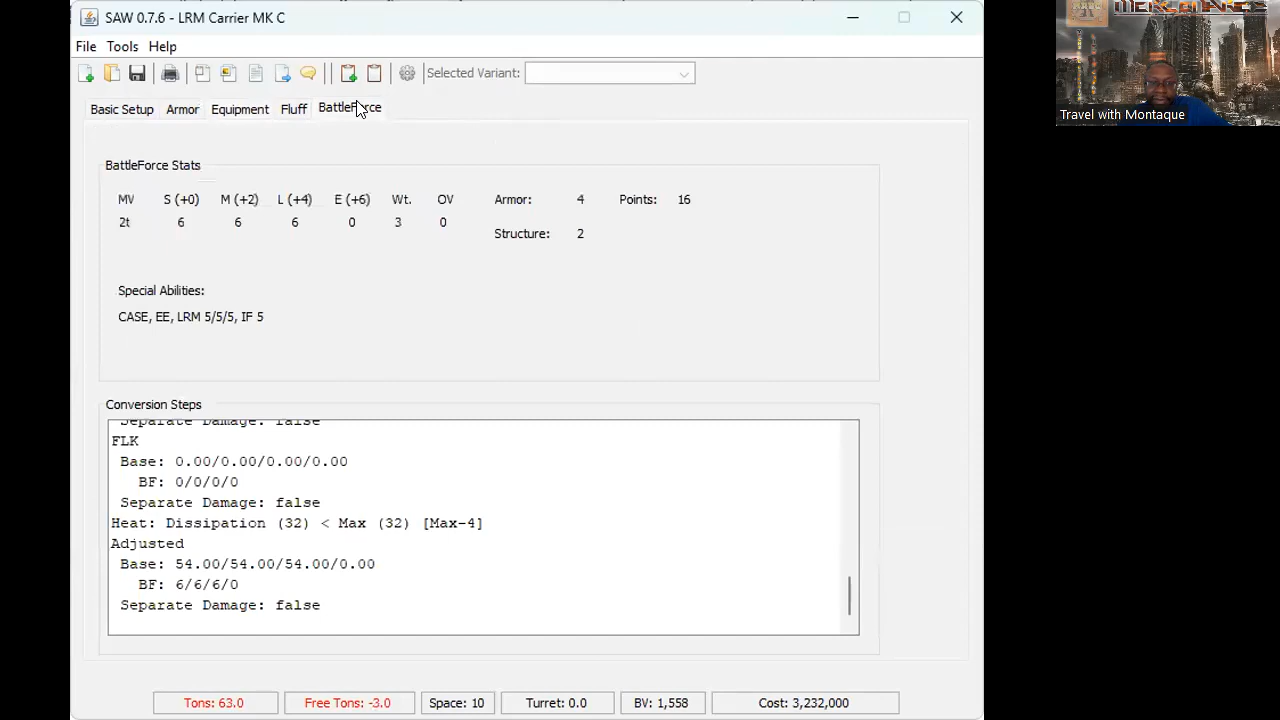 SAW 0.7.6 - LRM Carrier MK C
File Tools Help
Selected Variant:
Basic Setup Armor Equipment Fluff BattleForce
BattleForce Stats
MV S (+0) M (+2) L (+4) E (+6) Wt. OV Armor: 4 Points: 16
2t 6 6 6 0 3 0
Structure: 2
Special Abilities:
CASE, EE, LRM 5/5/5, IF 5
Conversion Steps
Separate Damage: false
FLK
Base: 0.00/0.00/0.00/0.00
BF: 0/0/0/0
Separate Damage: false
Heat: Dissipation (32) < Max (32) [Max-4]
Adjusted
Base: 54.00/54.00/54.00/0.00
BF: 6/6/6/0
Separate Damage: false
Tons: 63.0 Free Tons: -3.0 Space: 10 Turret: 0.0 BV: 1,558 Cost: 3,232,000
Travel with Montaque